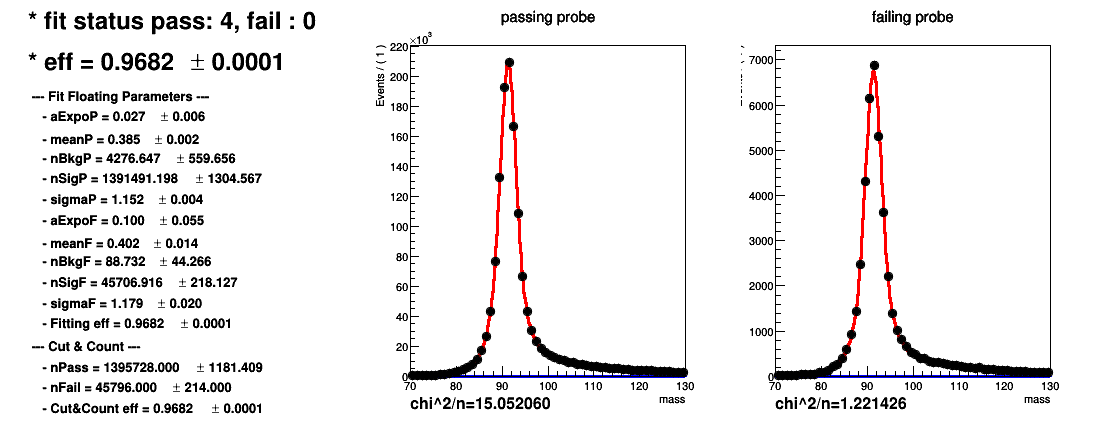 * fit status pass: 4, fail : 0
* eff = 0.9682 ± 0.0001
--- Fit Floating Parameters ---
- aExpoP = 0.027 ± 0.006
- meanP = 0.385 ± 0.002
- nBkgP = 4276.647 ± 559.656
- nSigP = 1391491.198 ± 1304.567
- sigmaP = 1.152 ± 0.004
- aExpoF = 0.100 ± 0.055
- meanF = 0.402 ± 0.014
- nBkgF = 88.732 ± 44.266
- nSigF = 45706.916 ± 218.127
- sigmaF = 1.179 ± 0.020
- Fitting eff = 0.9682 ± 0.0001
--- Cut & Count ---
- nPass = 1395728.000 ± 1181.409
- nFail = 45796.000 ± 214.000
- Cut&Count eff = 0.9682 ± 0.0001
passing probe
×10³
Events / ( 1 )
220
200
180
160
140
120
100
80
60
40
20
0
70 80 90 100 110 120 130
mass
chi^2/n=15.052060
failing probe
7000
6000
5000
4000
3000
2000
1000
0
70 80 90 100 110 120 130
mass
chi^2/n=1.221426